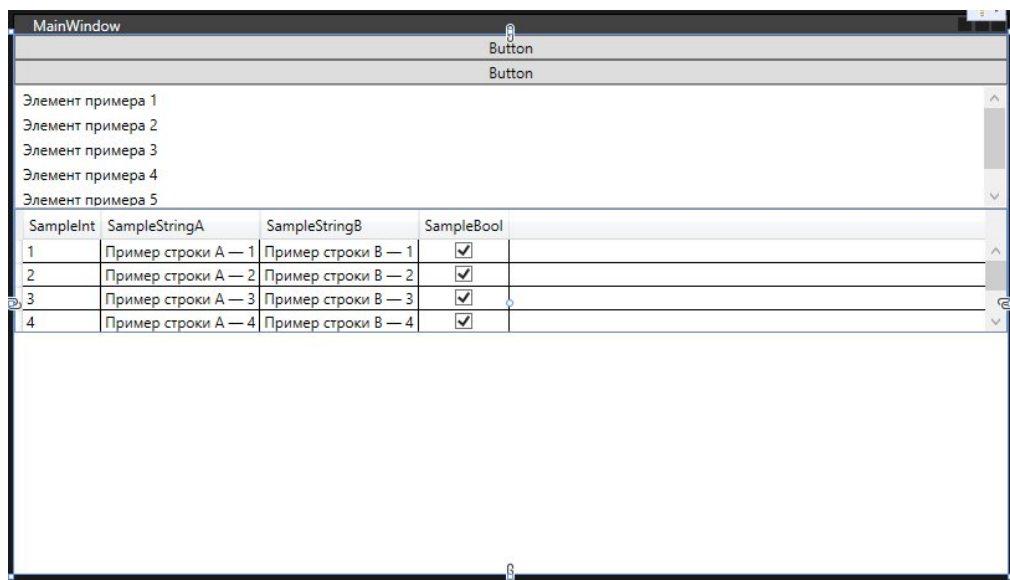 MainWindow
Button
Button
Элемент примера 1
Элемент примера 2
Элемент примера 3
Элемент примера 4
Элемент примера 5
SampleInt SampleStringA SampleStringB SampleBool
1 Пример строки A — 1 Пример строки B — 1
2 Пример строки A — 2 Пример строки B — 2
3 Пример строки A — 3 Пример строки B — 3
4 Пример строки A — 4 Пример строки B — 4